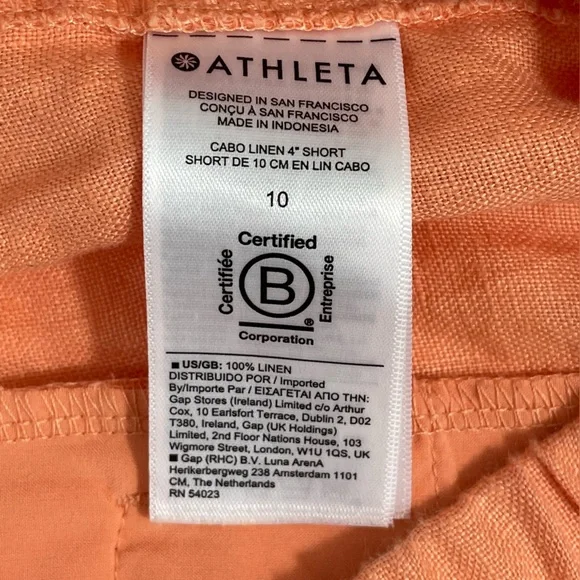 ATHLETA
DESIGNED IN SAN FRANCISCO
CONÇU À SAN FRANCISCO
MADE IN INDONESIA
CABO LINEN 4" SHORT
SHORT DE 10 CM EN LIN CABO
10
Certified
Certifiée
B
Entreprise
®
Corporation
■ US/GB: 100% LINEN
DISTRIBUIDO POR / Imported
By/Importe Par / ΕΙΣΑΓΕΤΑΙ ΑΠΟ ΤΗΝ:
Gap Stores (Ireland) Limited c/o Arthur
Cox, 10 Earlsfort Terrace, Dublin 2, D02
T380, Ireland, Gap (UK Holdings)
Limited, 2nd Floor Nations House, 103
Wigmore Street, London, W1U 1QS, UK
■ Gap (RHC) B.V. Luna ArenA
Herikerbergweg 238 Amsterdam 1101
CM, The Netherlands
RN 54023